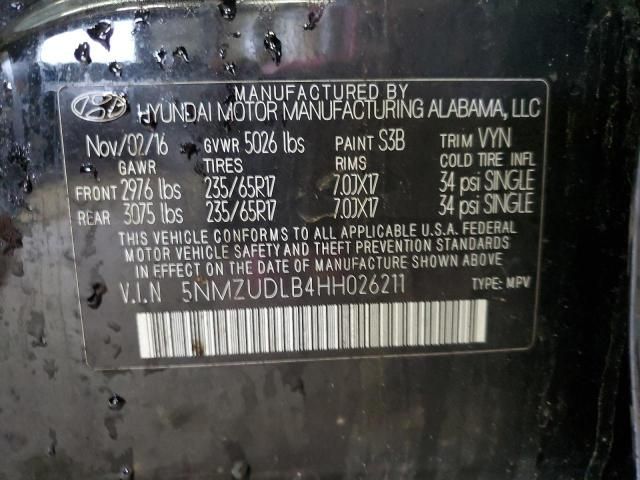 MANUFACTURED BY
HYUNDAI MOTOR MANUFACTURING ALABAMA, LLC
Nov/02/16 GVWR 5026 lbs PAINT S3B TRIM VYN
GAWR TIRES RIMS COLD TIRE INFL
FRONT 2976 lbs 235/65R17 7.0JX17 34 psi SINGLE
REAR 3075 lbs 235/65R17 7.0JX17 34 psi SINGLE
THIS VEHICLE CONFORMS TO ALL APPLICABLE U.S.A. FEDERAL
MOTOR VEHICLE SAFETY AND THEFT PREVENTION STANDARDS
IN EFFECT ON THE DATE OF MANUFACTURE SHOWN ABOVE
V.I.N 5NMZUDLB4HH026211 TYPE: MPV